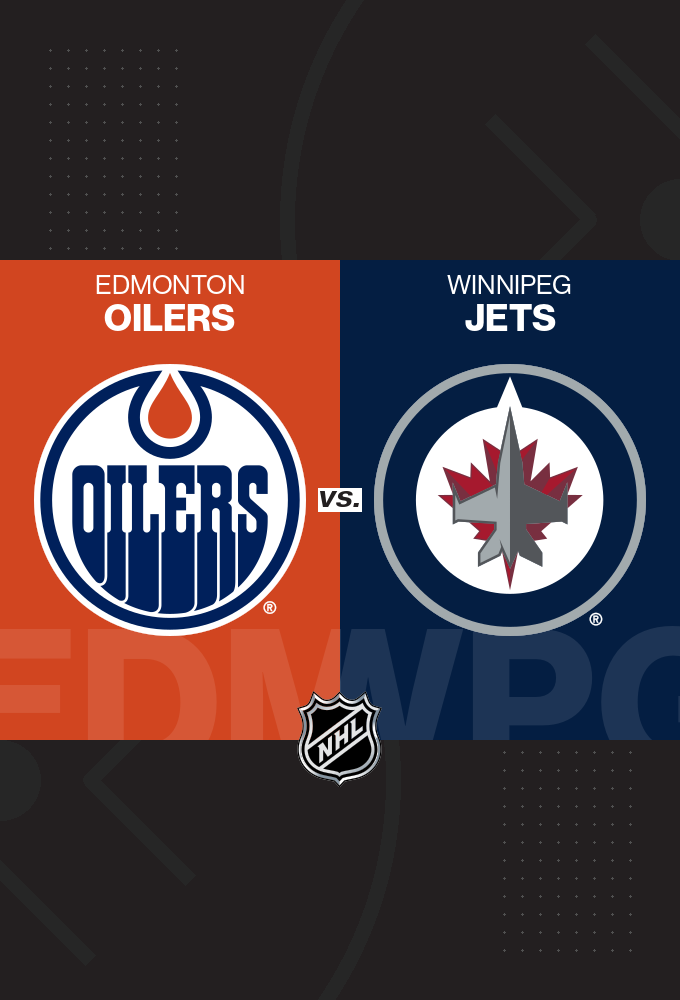 EDMONTON
OILERS
WINNIPEG
JETS
OILERS
vs.
®
®
EDM
WPG
NHL